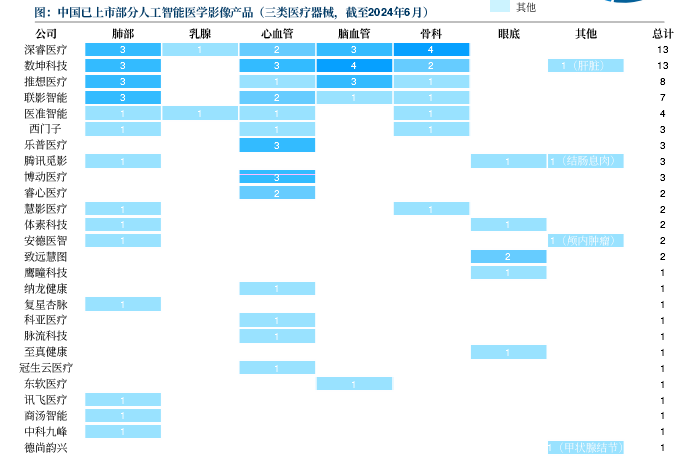 其他
图：中国已上市部分人工智能医学影像产品（三类医疗器械，截至2024年6月）
公司 肺部 乳腺 心血管 脑血管 骨科 眼底 其他 总计
深睿医疗 3 1 2 3 4 13
数坤科技 3 3 4 2 1（肝脏） 13
推想医疗 3 1 3 1 8
联影智能 3 2 1 1 7
医准智能 1 1 1 1 4
西门子 1 1 1 3
乐普医疗 3 3
腾讯觅影 1 1 1（结肠息肉） 3
博动医疗 3 3
睿心医疗 2 2
慧影医疗 1 1 2
体素科技 1 1 2
安德医智 1 1（颅内肿瘤） 2
致远慧图 2 2
鹰瞳科技 1 1
纳龙健康 1 1
复星杏脉 1 1
科亚医疗 1 1
脉流科技 1 1
至真健康 1 1
冠生云医疗 1 1
东软医疗 1 1
讯飞医疗 1 1
商汤智能 1 1
中科九峰 1 1
德尚韵兴 1（甲状腺结节） 1